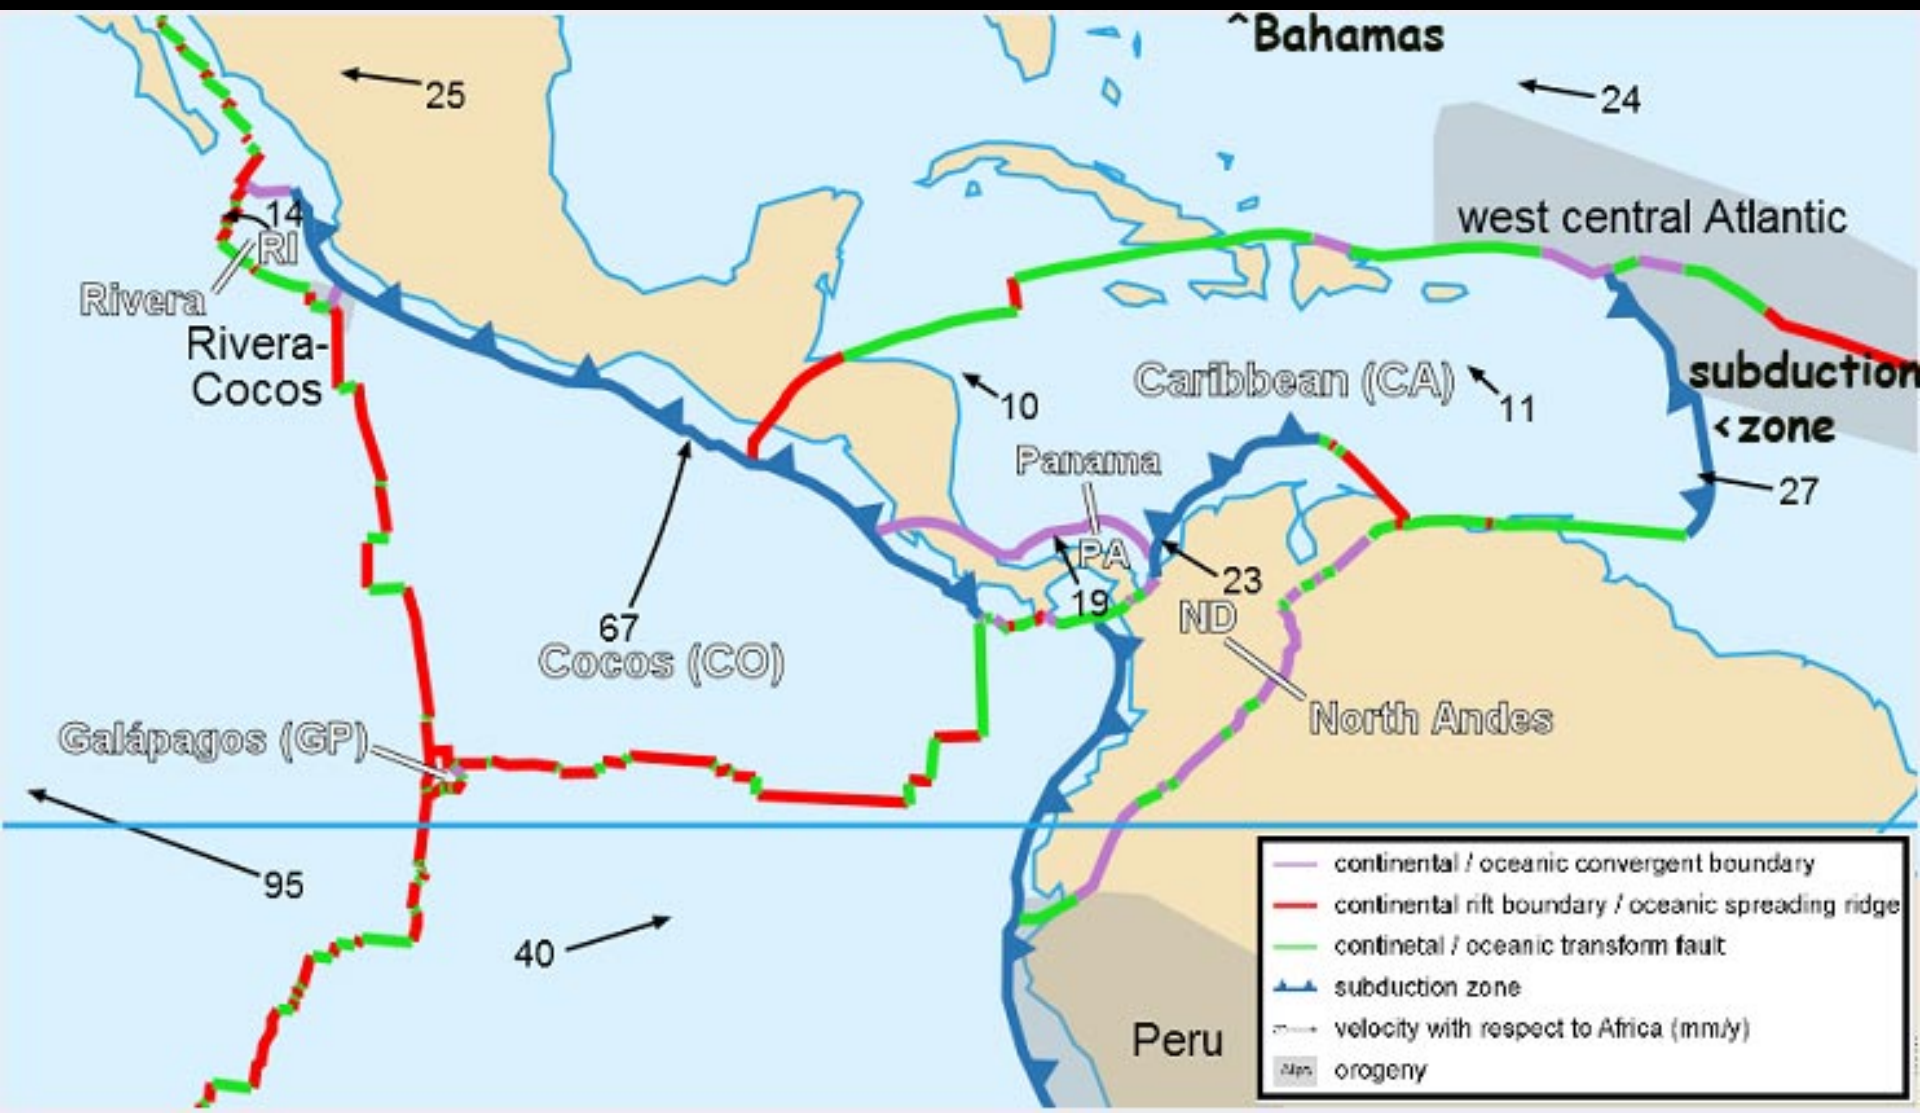 ^Bahamas
25
24
west central Atlantic
14
RI
Rivera
Rivera-
Cocos
subduction
< zone
Caribbean (CA)
10
11
Panama
27
PA
19
23
ND
67
Cocos (CO)
North Andes
Galápagos (GP)
95
40
Peru
continental / oceanic convergent boundary
continental rift boundary / oceanic spreading ridge
continetal / oceanic transform fault
subduction zone
velocity with respect to Africa (mm/y)
Alps orogeny